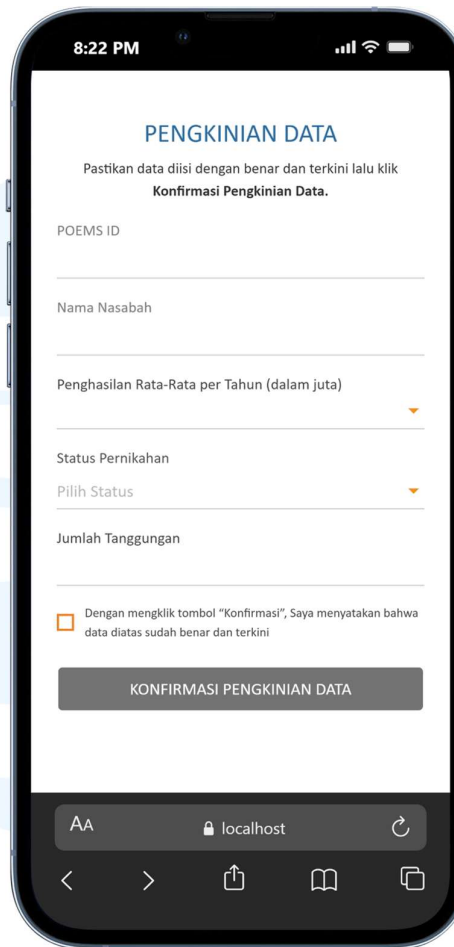 8:22 PM
PENGKINIAN DATA
Pastikan data diisi dengan benar dan terkini lalu klik
Konfirmasi Pengkinian Data.
POEMS ID
Nama Nasabah
Penghasilan Rata-Rata per Tahun (dalam juta)
Status Pernikahan
Pilih Status
Jumlah Tanggungan
Dengan mengklik tombol “Konfirmasi”, Saya menyatakan bahwa
data diatas sudah benar dan terkini
KONFIRMASI PENGKINIAN DATA
AA localhost